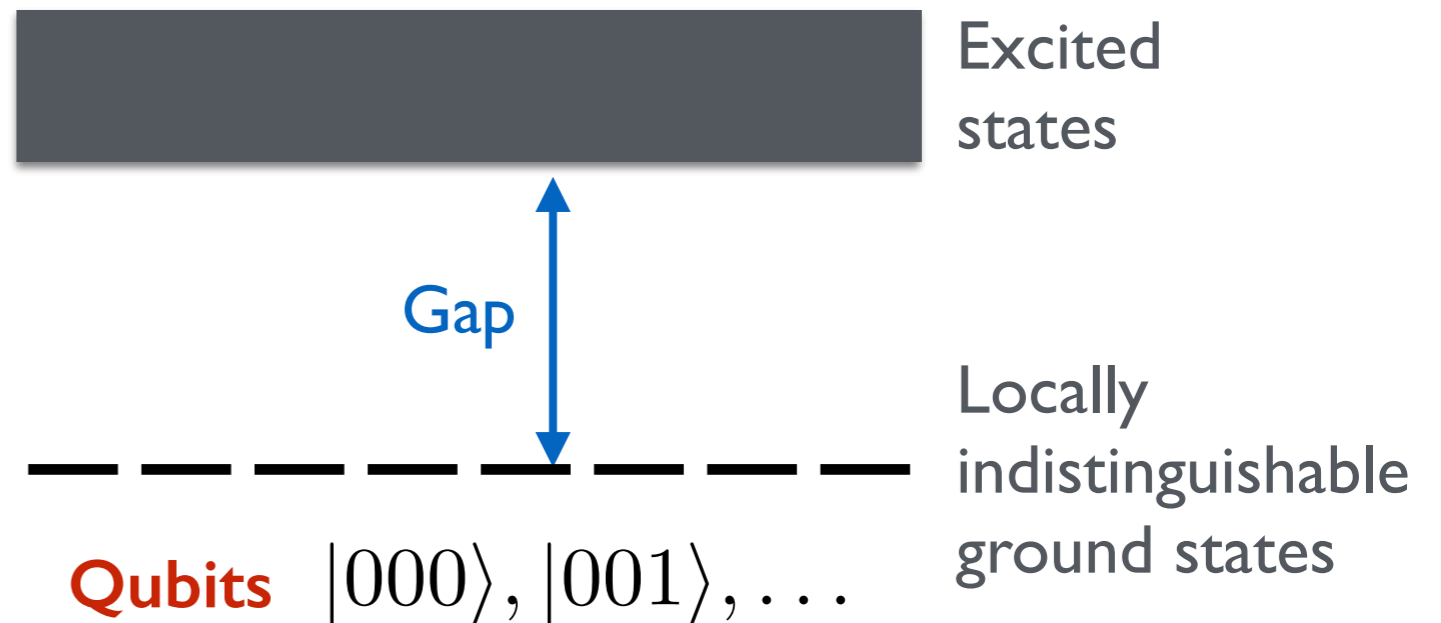 Excited
states
Gap
Locally
indistinguishable
ground states
Qubits |000⟩, |001⟩, . . .